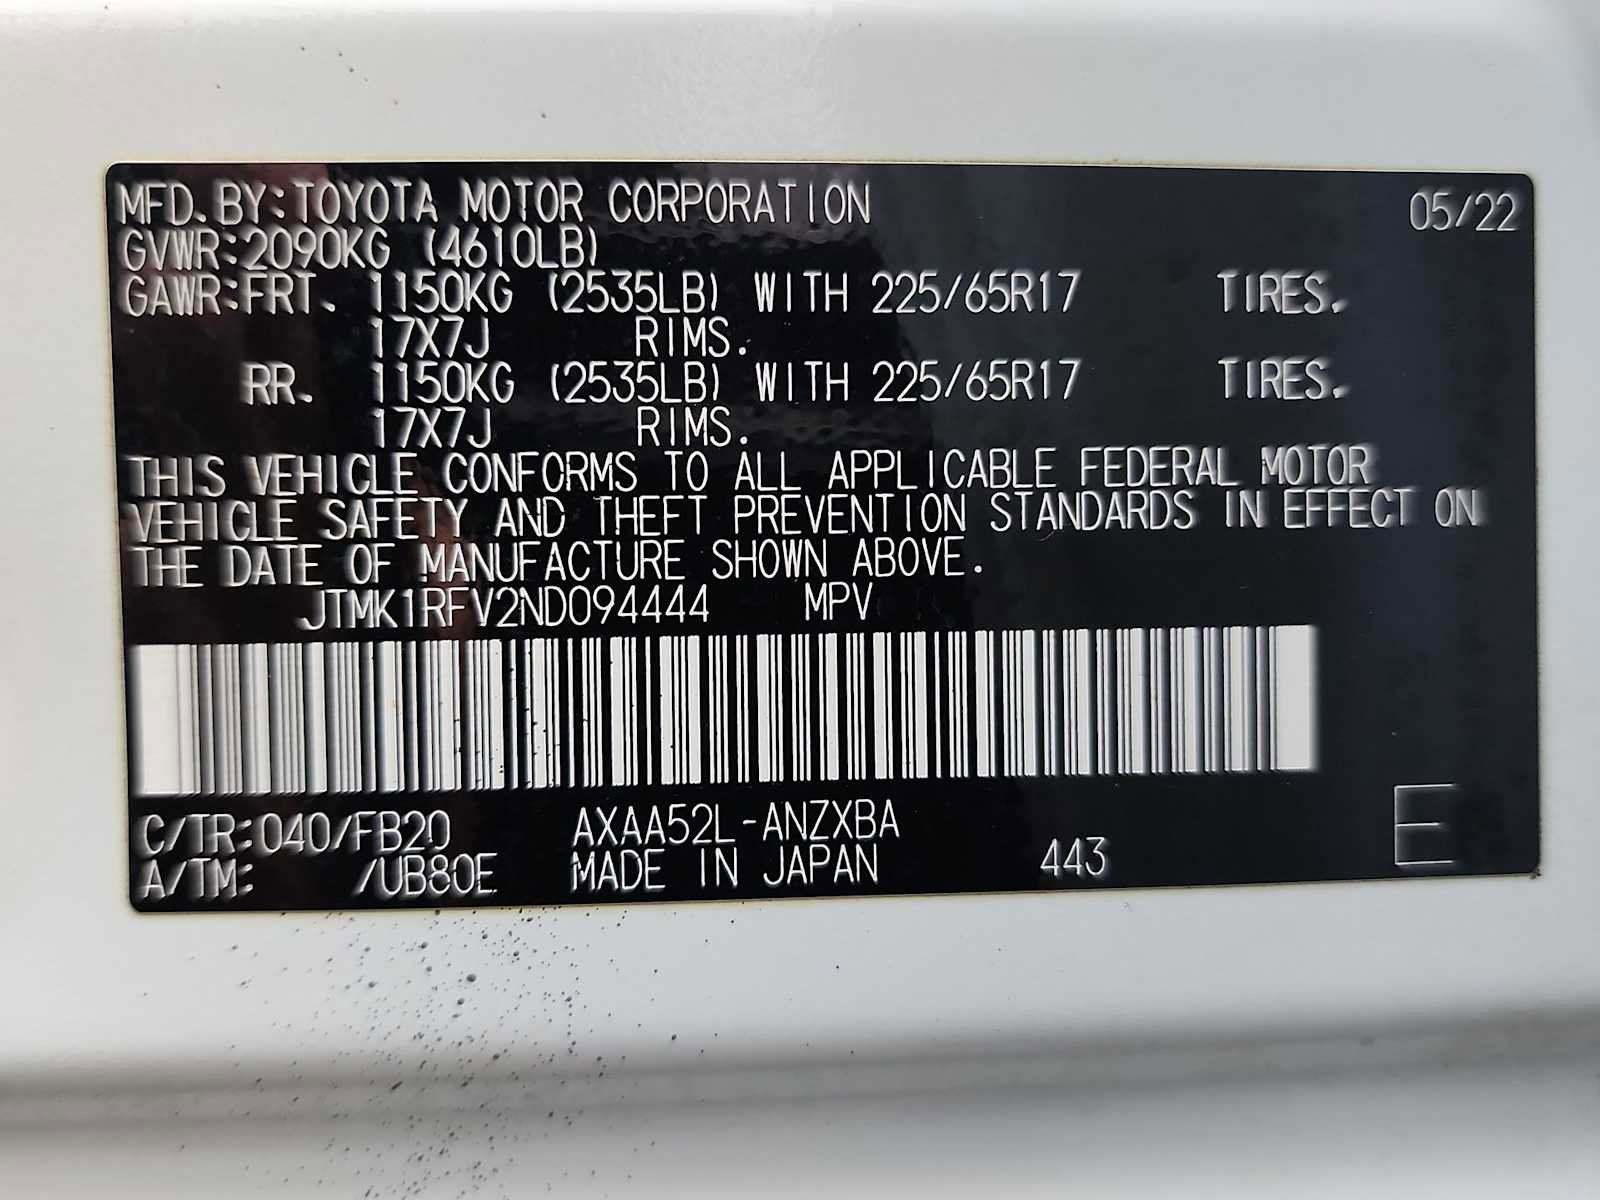 MFD.BY:TOYOTA MOTOR CORPORATION 05/22
GVWR:2090KG (4610LB)
GAWR:FRT. 1150KG (2535LB) WITH 225/65R17 TIRES.
17X7J RIMS.
RR. 1150KG (2535LB) WITH 225/65R17 TIRES.
17X7J RIMS.
THIS VEHICLE CONFORMS TO ALL APPLICABLE FEDERAL MOTOR
VEHICLE SAFETY AND THEFT PREVENTION STANDARDS IN EFFECT ON
THE DATE OF MANUFACTURE SHOWN ABOVE.
JTMK1RFV2ND094444 MPV
C/TR:040/FB20 AXAA52L-ANZXBA
A/TM: /UB80E MADE IN JAPAN 443 E